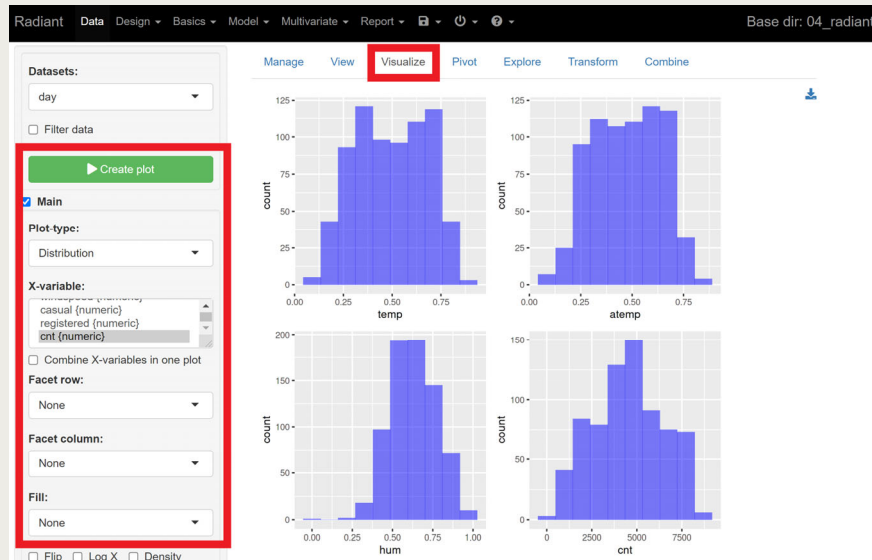 Radiant Data Design Basics Model Multivariate Report Base dir: 04_radiant
Datasets:
day
Filter data
Create plot
Main
Plot-type:
Distribution
X-variable:
windspeed {numeric}
casual {numeric}
registered {numeric}
cnt {numeric}
Combine X-variables in one plot
Facet row:
None
Facet column:
None
Fill:
None
Flip Log X Density
Manage View Visualize Pivot Explore Transform Combine
125
100
75
50
25
0
count
0.00 0.25 0.50 0.75
temp
125
100
75
50
25
0
count
0.00 0.25 0.50 0.75
atemp
200
150
100
50
0
count
0.00 0.25 0.50 0.75 1.00
hum
150
100
50
0
count
0 2500 5000 7500
cnt